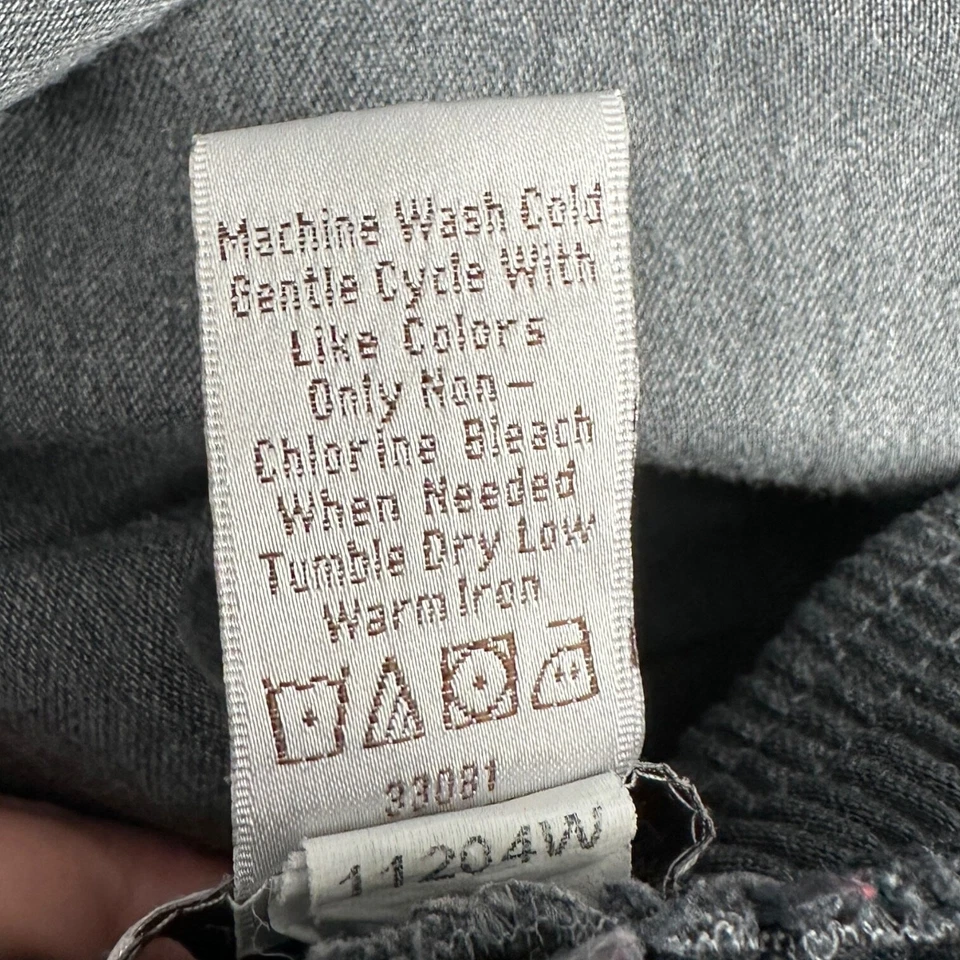 Machine Wash Cold
Gentle Cycle With
Like Colors
Only Non-
Chlorine Bleach
When Needed
Tumble Dry Low
Warm Iron
33081
11204W